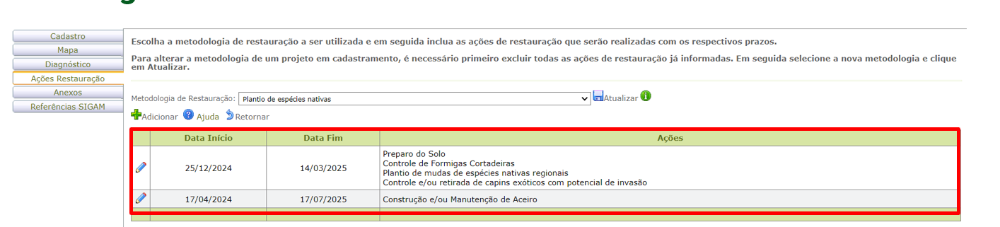 Cadastro
Mapa
Diagnóstico
Ações Restauração
Anexos
Referências SIGAM
Escolha a metodologia de restauração a ser utilizada e em seguida inclua as ações de restauração que serão realizadas com os respectivos prazos.
Para alterar a metodologia de um projeto em cadastramento, é necessário primeiro excluir todas as ações de restauração já informadas. Em seguida selecione a nova metodologia e clique
em Atualizar.
Metodologia de Restauração: Plantio de espécies nativas Atualizar
Adicionar Ajuda Retornar
Data Início Data Fim Ações
25/12/2024 14/03/2025 Preparo do Solo
Controle de Formigas Cortadeiras
Plantio de mudas de espécies nativas regionais
Controle e/ou retirada de capins exóticos com potencial de invasão
17/04/2024 17/07/2025 Construção e/ou Manutenção de Aceiro